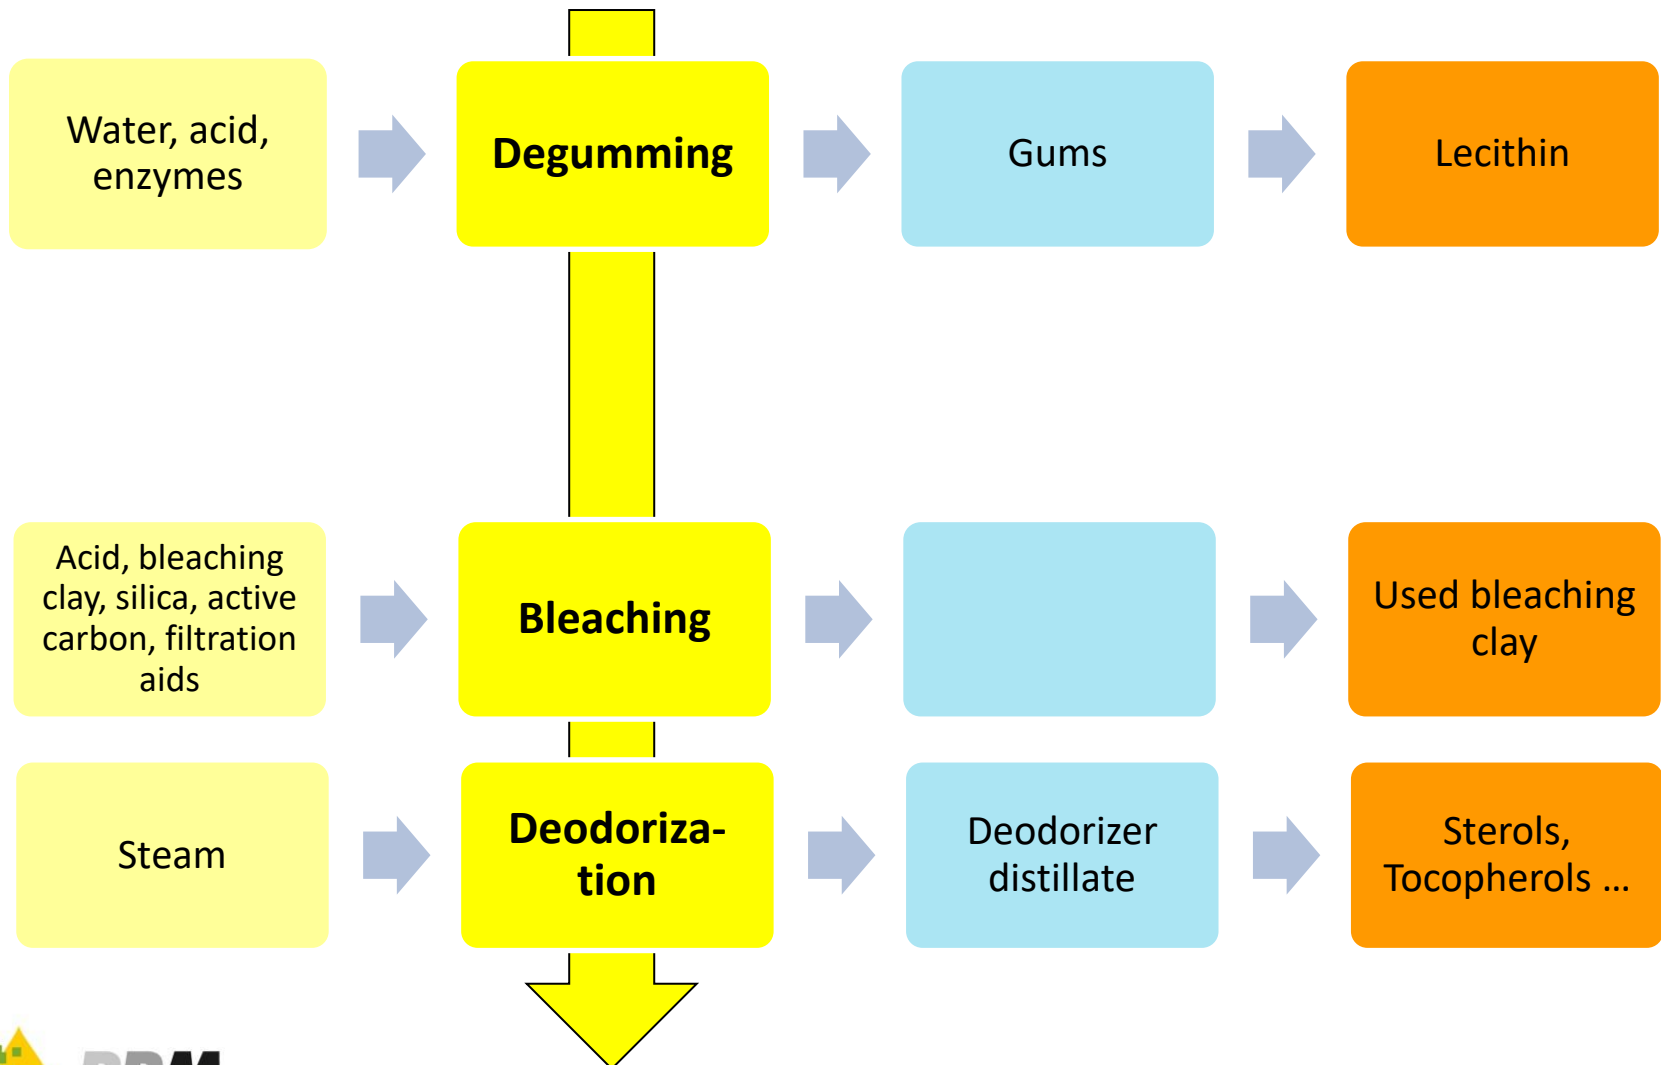 Water, acid,
enzymes
Degumming
Gums
Lecithin
Acid, bleaching
clay, silica, active
carbon, filtration
aids
Bleaching
Used bleaching
clay
Steam
Deodoriza-
tion
Deodorizer
distillate
Sterols,
Tocopherols ...